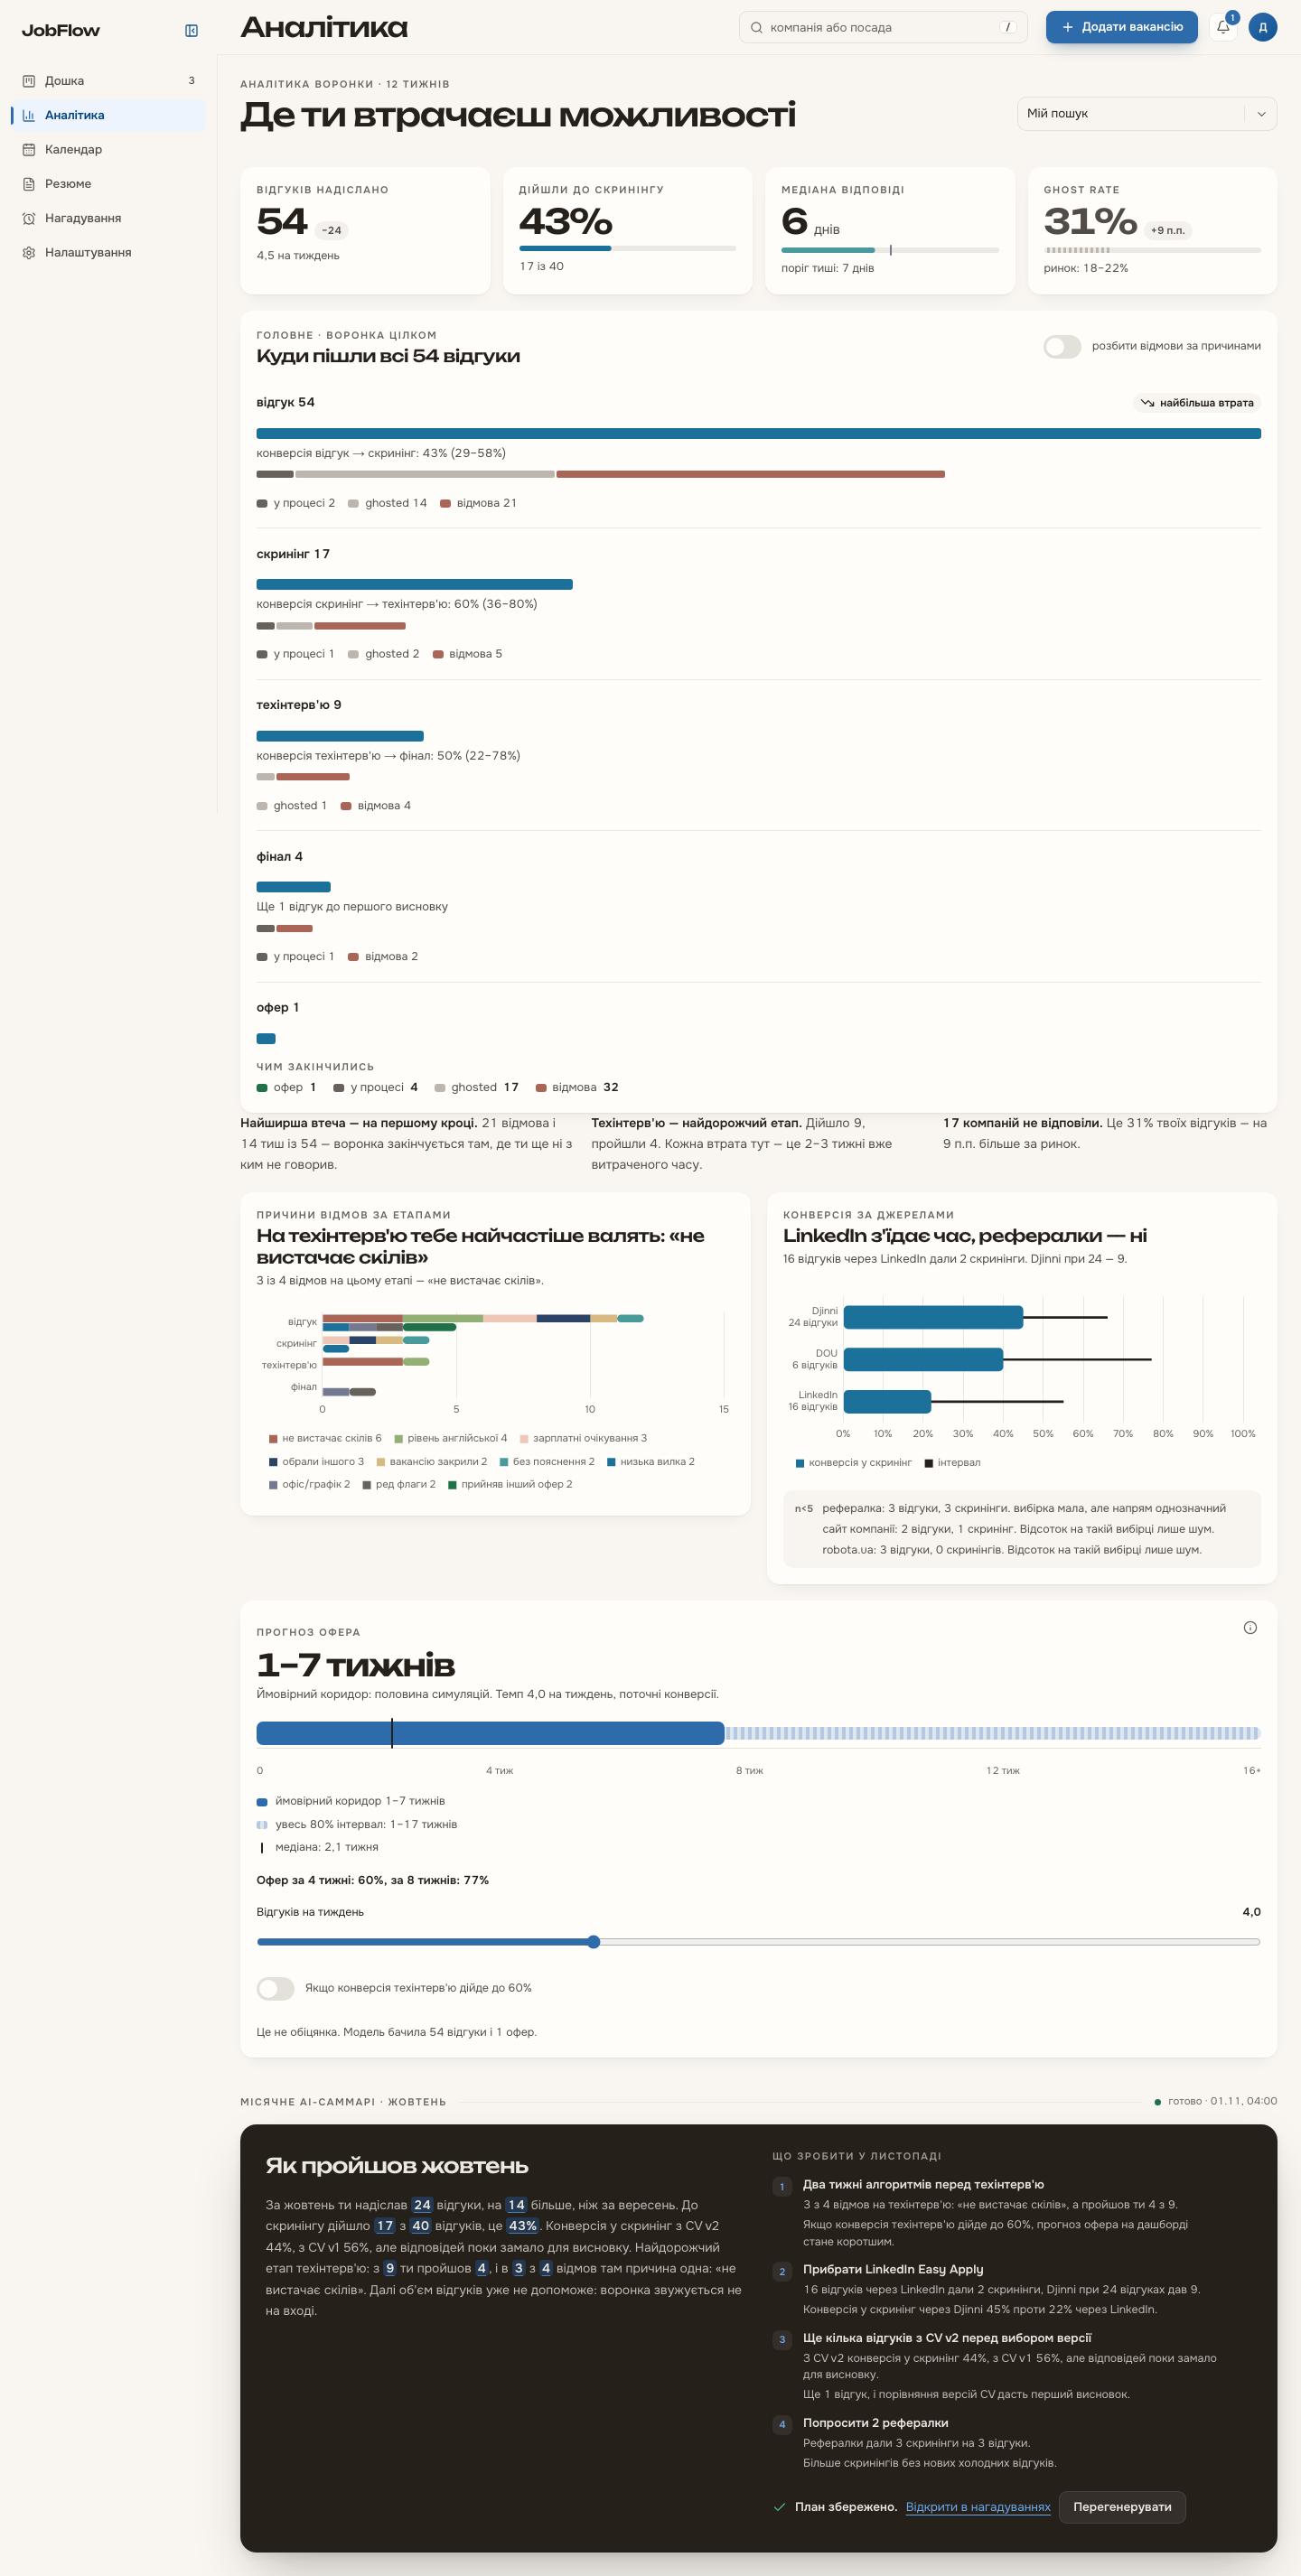 JobFlow
Аналітика
компанія або посада
/
Додати вакансію
1
Д
Дошка
3
Аналітика
Календар
Резюме
Нагадування
Налаштування
АНАЛІТИКА ВОРОНКИ · 12 ТИЖНІВ
Де ти втрачаєш можливості
Мій пошук
ВІДГУКІВ НАДІСЛАНО
54 −24
4,5 на тиждень
ДІЙШЛИ ДО СКРИНІНГУ
43%
17 із 40
МЕДІАНА ВІДПОВІДІ
6 днів
поріг тиші: 7 днів
GHOST RATE
31% +9 п.п.
ринок: 18–22%
ГОЛОВНЕ · ВОРОНКА ЦІЛКОМ
Куди пішли всі 54 відгуки
розбити відмови за причинами
відгук 54
найбільша втрата
конверсія відгук → скринінг: 43% (29–58%)
у процесі 2 ghosted 14 відмова 21
скринінг 17
конверсія скринінг → техінтерв'ю: 60% (36–80%)
у процесі 1 ghosted 2 відмова 5
техінтерв'ю 9
конверсія техінтерв'ю → фінал: 50% (22–78%)
ghosted 1 відмова 4
фінал 4
Ще 1 відгук до першого висновку
у процесі 1 відмова 2
офер 1
ЧИМ ЗАКІНЧИЛИСЬ
офер 1 у процесі 4 ghosted 17 відмова 32
Найширша втеча — на першому кроці. 21 відмова і
14 тиш із 54 — воронка закінчується там, де ти ще ні з
ким не говорив.
Техінтерв'ю — найдорожчий етап. Дійшло 9,
пройшли 4. Кожна втрата тут — це 2–3 тижні вже
витраченого часу.
17 компаній не відповіли. Це 31% твоїх відгуків — на
9 п.п. більше за ринок.
ПРИЧИНИ ВІДМОВ ЗА ЕТАПАМИ
На техінтерв'ю тебе найчастіше валять: «не
вистачає скілів»
3 із 4 відмов на цьому етапі — «не вистачає скілів».
відгук
скринінг
техінтерв'ю
фінал
0 5 10 15
не вистачає скілів 6 рівень англійської 4 зарплатні очікування 3
обрали іншого 3 вакансію закрили 2 без пояснення 2 низька вилка 2
офіс/графік 2 ред флаги 2 прийняв інший офер 2
КОНВЕРСІЯ ЗА ДЖЕРЕЛАМИ
LinkedIn з'їдає час, рефералки — ні
16 відгуків через LinkedIn дали 2 скринінги. Djinni при 24 — 9.
Djinni
24 відгуки
DOU
6 відгуків
LinkedIn
16 відгуків
0% 10% 20% 30% 40% 50% 60% 70% 80% 90% 100%
конверсія у скринінг інтервал
n<5 рефералка: 3 відгуки, 3 скринінги. вибірка мала, але напрям однозначний
сайт компанії: 2 відгуки, 1 скринінг. Відсоток на такій вибірці лише шум.
robota.ua: 3 відгуки, 0 скринінгів. Відсоток на такій вибірці лише шум.
ПРОГНОЗ ОФЕРА
1–7 тижнів
Ймовірний коридор: половина симуляцій. Темп 4,0 на тиждень, поточні конверсії.
0 4 тиж 8 тиж 12 тиж 16+
ймовірний коридор 1–7 тижнів
увесь 80% інтервал: 1–17 тижнів
медіана: 2,1 тижня
Офер за 4 тижні: 60%, за 8 тижнів: 77%
Відгуків на тиждень
4,0
Якщо конверсія техінтерв'ю дійде до 60%
Це не обіцянка. Модель бачила 54 відгуки і 1 офер.
МІСЯЧНЕ AI-САММАРІ · ЖОВТЕНЬ
готово · 01.11, 04:00
Як пройшов жовтень
За жовтень ти надіслав 24 відгуки, на 14 більше, ніж за вересень. До
скринінгу дійшло 17 з 40 відгуків, це 43%. Конверсія у скринінг з CV v2
44%, з CV v1 56%, але відповідей поки замало для висновку. Найдорожчий
етап техінтерв'ю: з 9 ти пройшов 4, і в 3 з 4 відмов там причина одна: «не
вистачає скілів». Далі об'єм відгуків уже не допоможе: воронка звужується не
на вході.
ЩО ЗРОБИТИ У ЛИСТОПАДІ
1 Два тижні алгоритмів перед техінтерв'ю
3 з 4 відмов на техінтерв'ю: «не вистачає скілів», а пройшов ти 4 з 9.
Якщо конверсія техінтерв'ю дійде до 60%, прогноз офера на дашборді
стане коротшим.
2 Прибрати LinkedIn Easy Apply
16 відгуків через LinkedIn дали 2 скринінги, Djinni при 24 відгуках дав 9.
Конверсія у скринінг через Djinni 45% проти 22% через LinkedIn.
3 Ще кілька відгуків з CV v2 перед вибором версії
З CV v2 конверсія у скринінг 44%, з CV v1 56%, але відповідей поки замало
для висновку.
Ще 1 відгук, і порівняння версій CV дасть перший висновок.
4 Попросити 2 рефералки
Рефералки дали 3 скринінги на 3 відгуки.
Більше скринінгів без нових холодних відгуків.
План збережено. Відкрити в нагадуваннях Перегенерувати